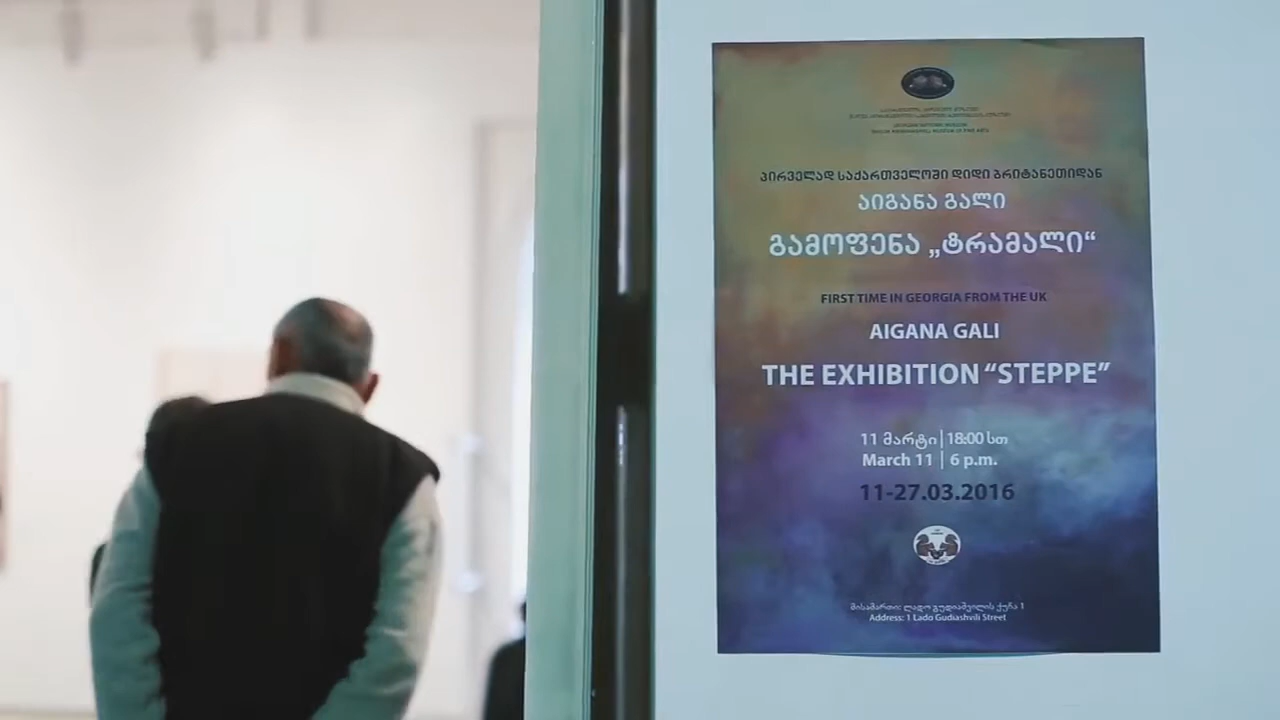 პირველად საქართველოში დიდი ბრიტანეთიდან
აიგანა გალი
გამოფენა „ტრამალი“
FIRST TIME IN GEORGIA FROM THE UK
AIGANA GALI
THE EXHIBITION “STEPPE”
11 მარტი | 18:00 სთ
March 11 | 6 p.m.
11-27.03.2016
მისამართი: ლადო გუდიაშვილის ქუჩა 1
Address: 1 Lado Gudiashvili Street